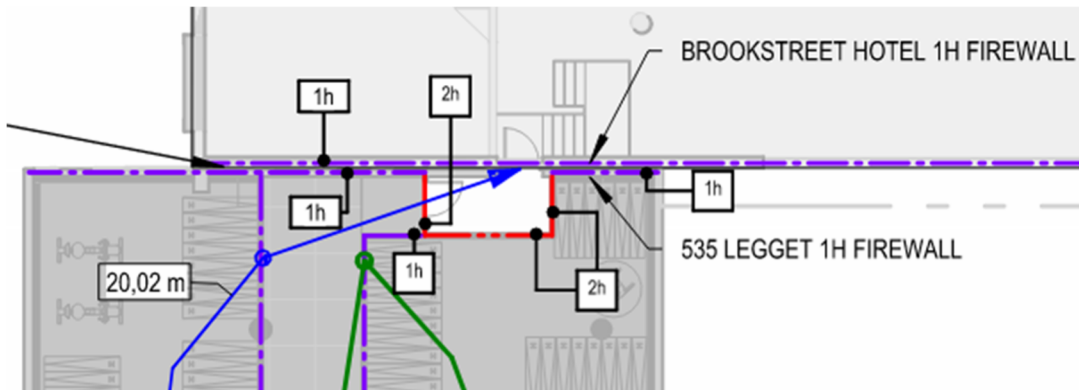 BROOKSTREET HOTEL 1H FIREWALL
1h
2h
1h
1h
535 LEGGET 1H FIREWALL
1h
20,02 m
2h